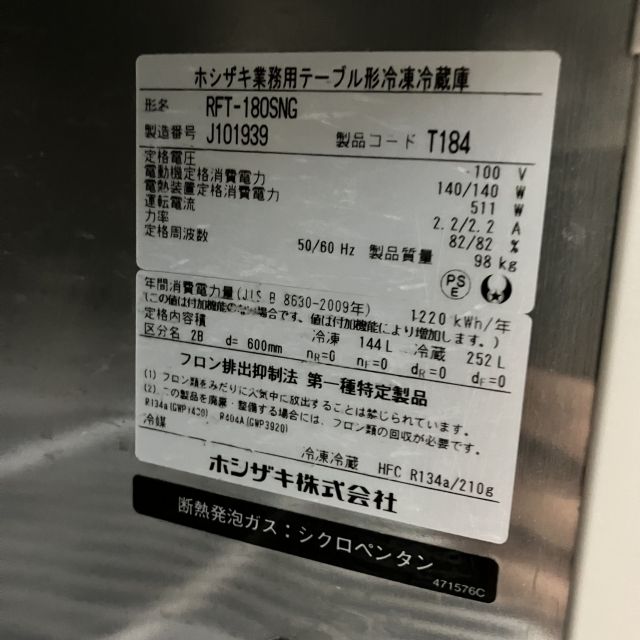 ホシザキ業務用テーブル形冷凍冷蔵庫
形名 RFT-180SNG
製造番号 J101939 製品コード T184
定格電圧 100 V
電動機定格消費電力 140/140 W
電熱装置定格消費電力 511 W
運転電流 2.2/2.2 A
力率 82/82 %
定格周波数 50/60 Hz 製品質量 98 kg
PSE
年間消費電力量(JIS B 8630-2009年) 1220 kWh/年
(この値は付加機能のない場合です、値は付加機能により増加します。)
定格内容積 冷凍 144 L 冷蔵 252 L
区分名 2B d= 600mm nR=0 nF=0 dR=0 dF=0
フロン排出抑制法 第一種特定製品
(1) フロン類をみだりに大気中に放出することは禁じられています。
(2) この製品を廃棄・整備する場合には、フロン類の回収が必要です。
R134a(GWP1430) R404A(GWP3920)
冷媒 冷凍冷蔵 HFC R134a/210g
ホシザキ株式会社
断熱発泡ガス：シクロペンタン
471576C